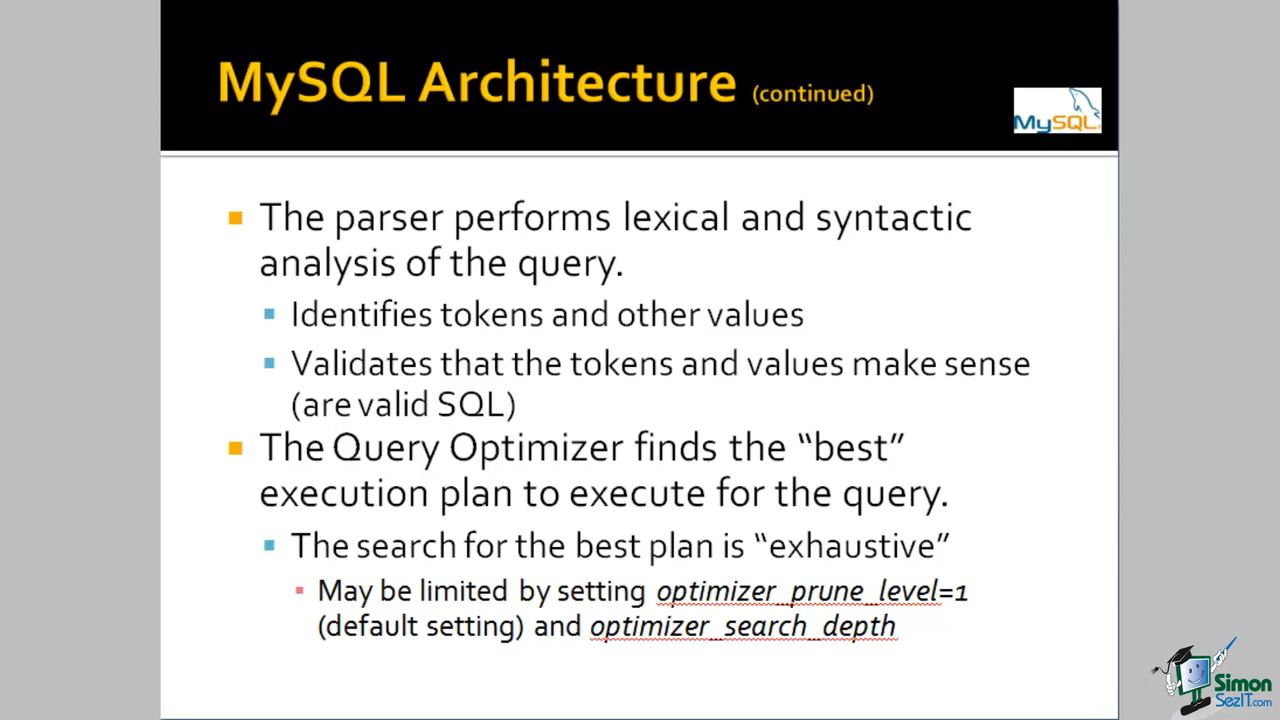 MySQL Architecture (continued)
MySQL
The parser performs lexical and syntactic
analysis of the query.
Identifies tokens and other values
Validates that the tokens and values make sense
(are valid SQL)
The Query Optimizer finds the “best”
execution plan to execute for the query.
The search for the best plan is “exhaustive”
May be limited by setting optimizer_prune_level=1
(default setting) and optimizer_search_depth
Simon
SezIT.com